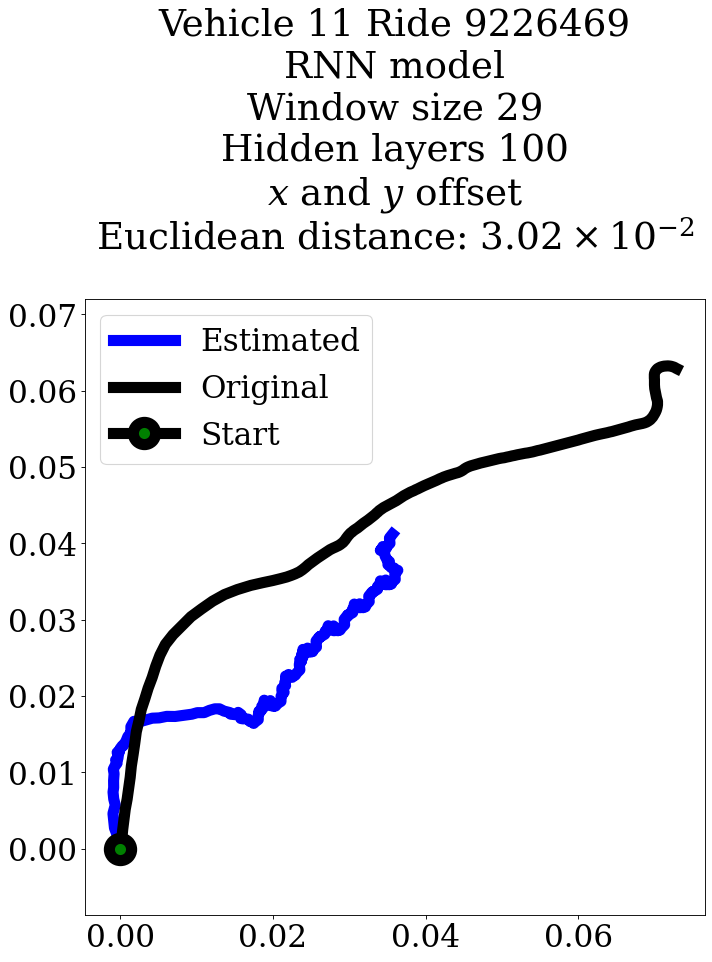 Vehicle 11 Ride 9226469
RNN model
Window size 29
Hidden layers 100
x and y offset
Euclidean distance: 3.02 × 10⁻²
0.07
0.06
0.05
0.04
0.03
0.02
0.01
0.00
Estimated
Original
Start
0.00 0.02 0.04 0.06